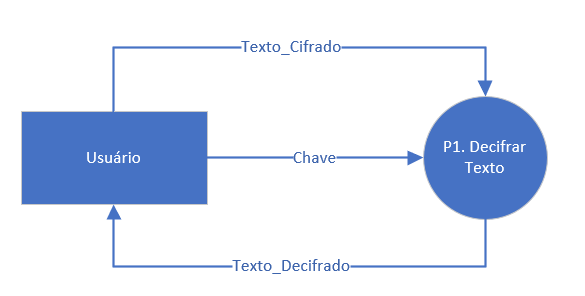 Texto_Cifrado
Usuário
Chave
P1. Decifrar
Texto
Texto_Decifrado